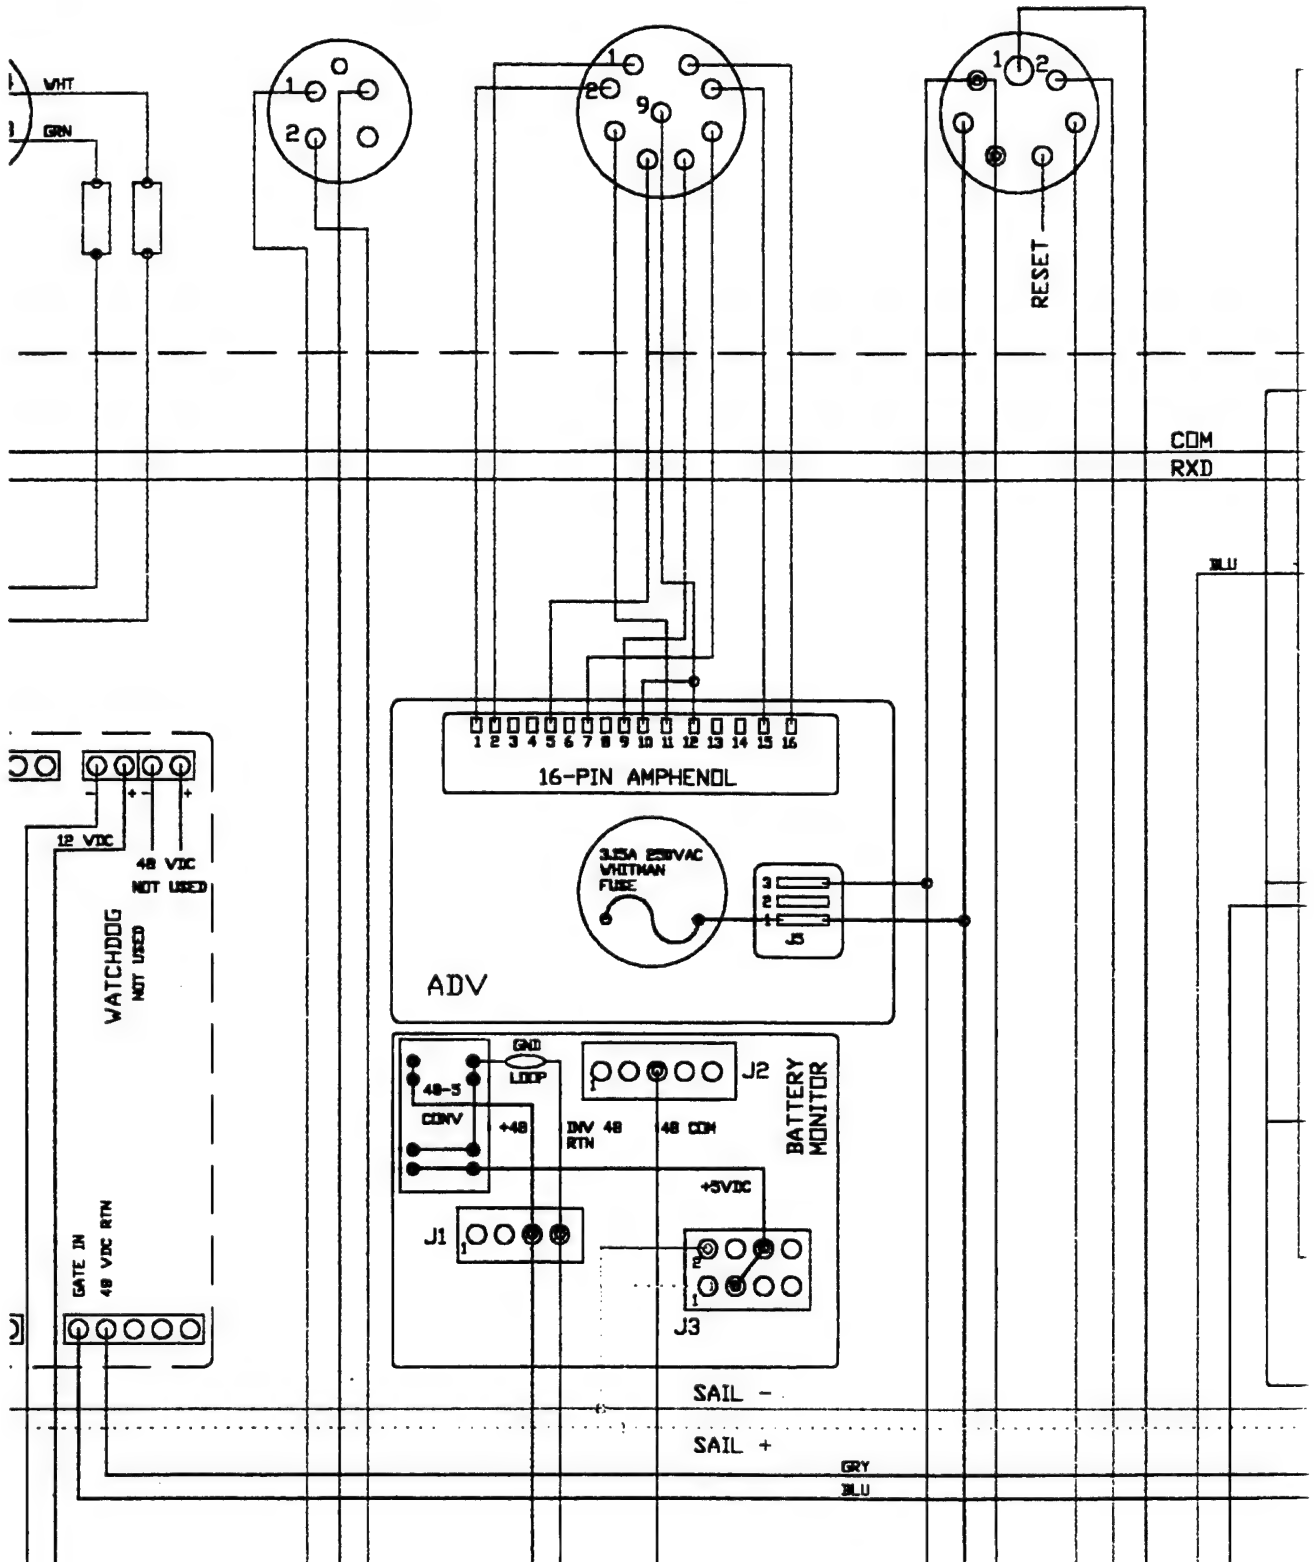 WHT
GRN
1
2
1
2
9
1
2
RESET
COM
RXD
BLU
1 2 3 4 5 6 7 8 9 10 11 12 13 14 15 16
16-PIN AMPHENOL
- + - +
12 VDC
48 VDC
NOT USED
WATCHDOG
NOT USED
3.15A 250VAC
WHITMAN
FUSE
3
2
1
J5
ADV
GND
LOOP
48-5
CONV
+48
INV 48
RTN
48 COM
1
J2
BATTERY
MONITOR
+5VDC
J1
1
2
1
J3
GATE IN
48 VDC RTN
SAIL -
SAIL +
GRY
BLU